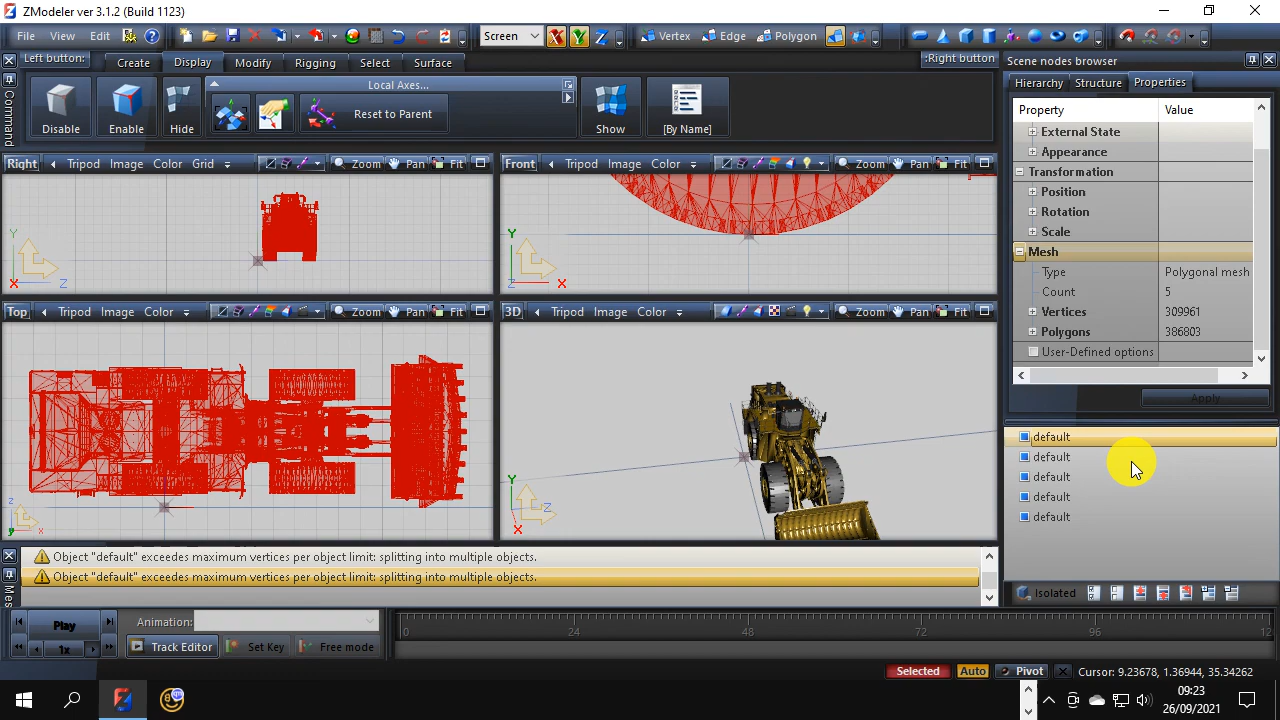 ZModeler ver 3.1.2 (Build 1123)
File View Edit
Screen
X Y Z
Vertex Edge Polygon
Left button:
Create Display Modify Rigging Select Surface
:Right button
Command
Disable Enable Hide
Local Axes...
Reset to Parent
Show [By Name]
Right Tripod Image Color Grid Zoom Pan Fit
Front Tripod Image Color Zoom Pan Fit
Y
X Z
Y
Z X
Top Tripod Image Color Zoom Pan Fit
3D Tripod Image Color Zoom Pan Fit
z
y x
Y
Z
X
Scene nodes browser
Hierarchy Structure Properties
Property Value
External State
Appearance
Transformation
Position
Rotation
Scale
Mesh
Type Polygonal mesh
Count 5
Vertices 309961
Polygons 386803
User-Defined options
Apply
default
default
default
default
default
Isolated
Object "default" exceedes maximum vertices per object limit: splitting into multiple objects.
Object "default" exceedes maximum vertices per object limit: splitting into multiple objects.
Mes
Play
1x
Animation:
Track Editor Set Key Free mode
0 24 48 72 96 12
Selected Auto Pivot Cursor: 9.23678, 1.36944, 35.34262
09:23
26/09/2021